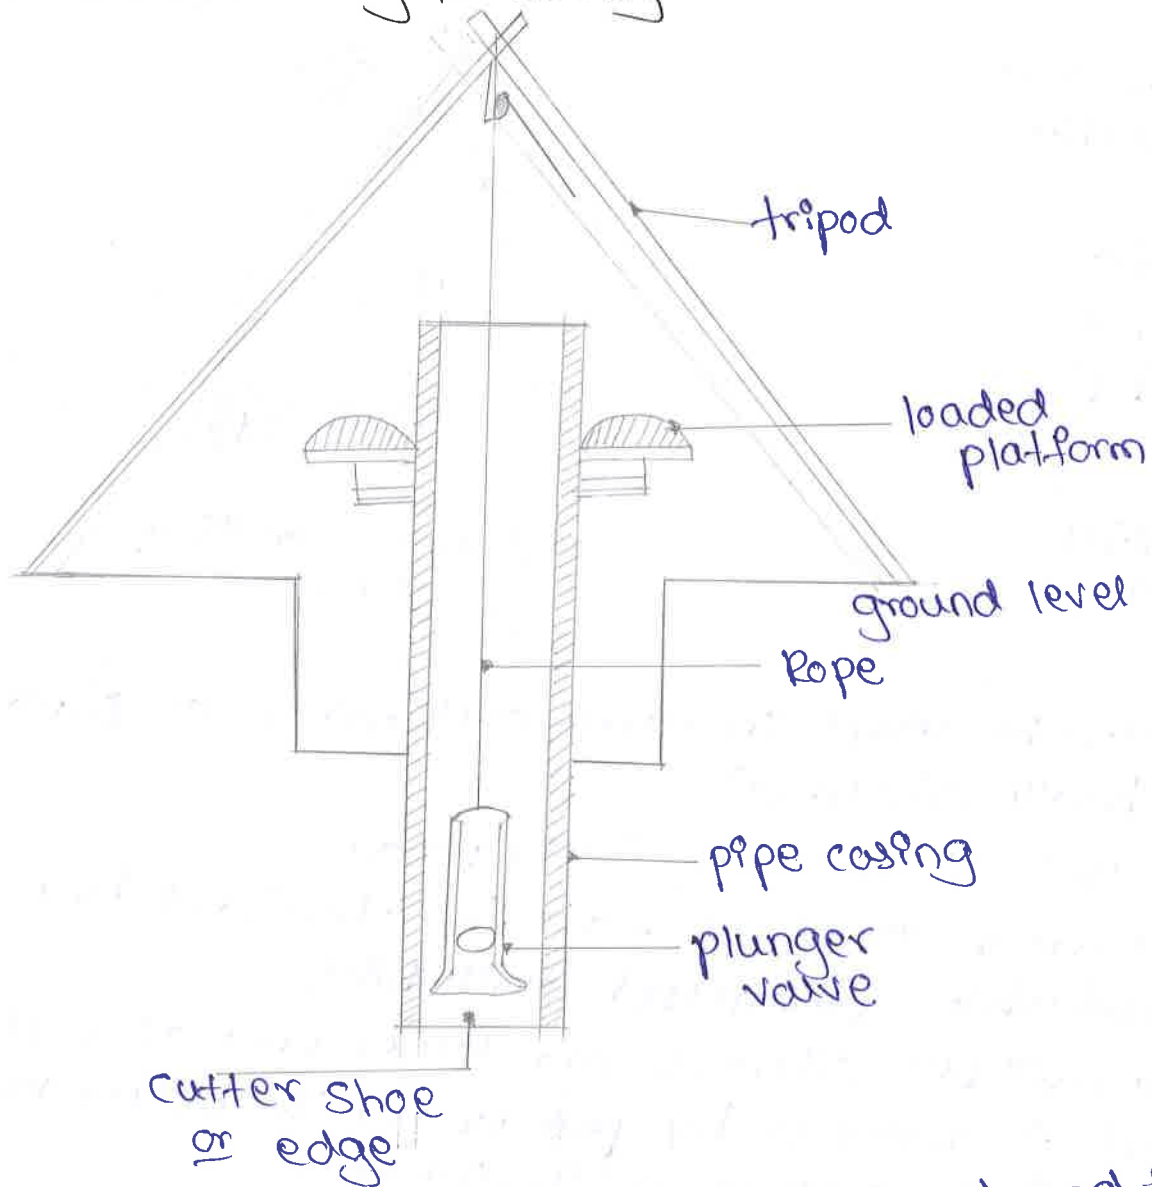 tripod
loaded
platform
ground level
Rope
pipe casing
plunger
valve
Cutter Shoe
or edge